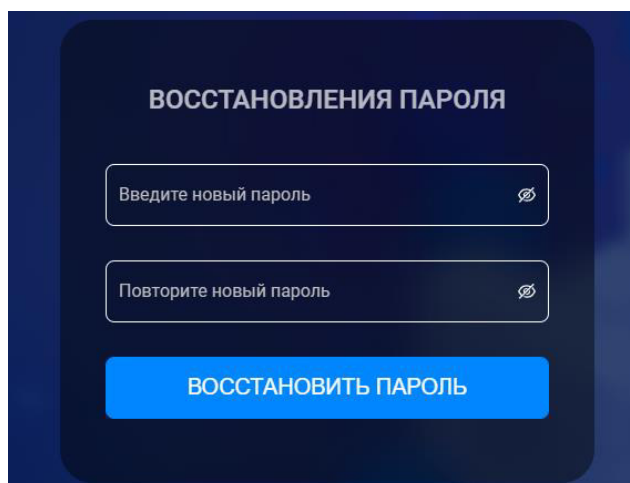 ВОССТАНОВЛЕНИЯ ПАРОЛЯ
Введите новый пароль
Повторите новый пароль
ВОССТАНОВИТЬ ПАРОЛЬ